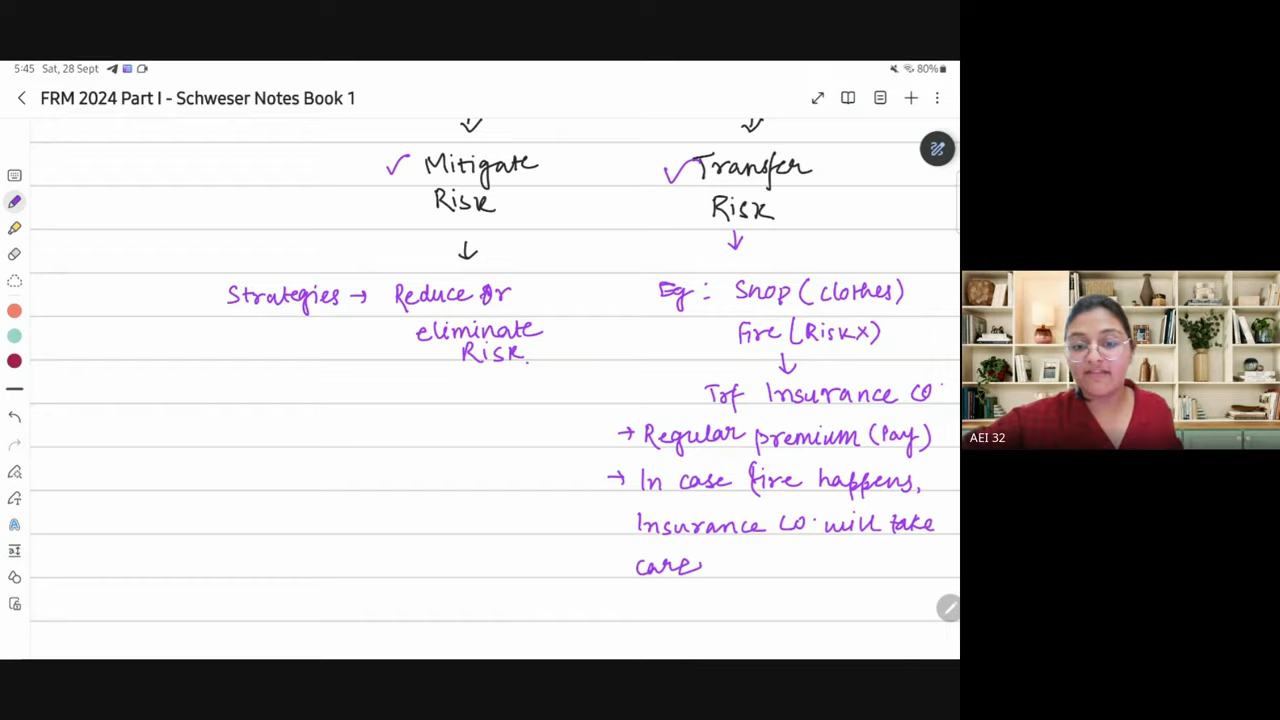 5:45 Sat, 28 Sept
80%
FRM 2024 Part I - Schweser Notes Book 1
Mitigate
Risk
Transfer
Risk
Strategies → Reduce or
eliminate
Risk.
Eg: Shop (clothes)
Fire (Risk X)
Trf Insurance Co.
→ Regular premium (Pay)
→ In case fire happens,
Insurance Co. will take
care
AEI 32